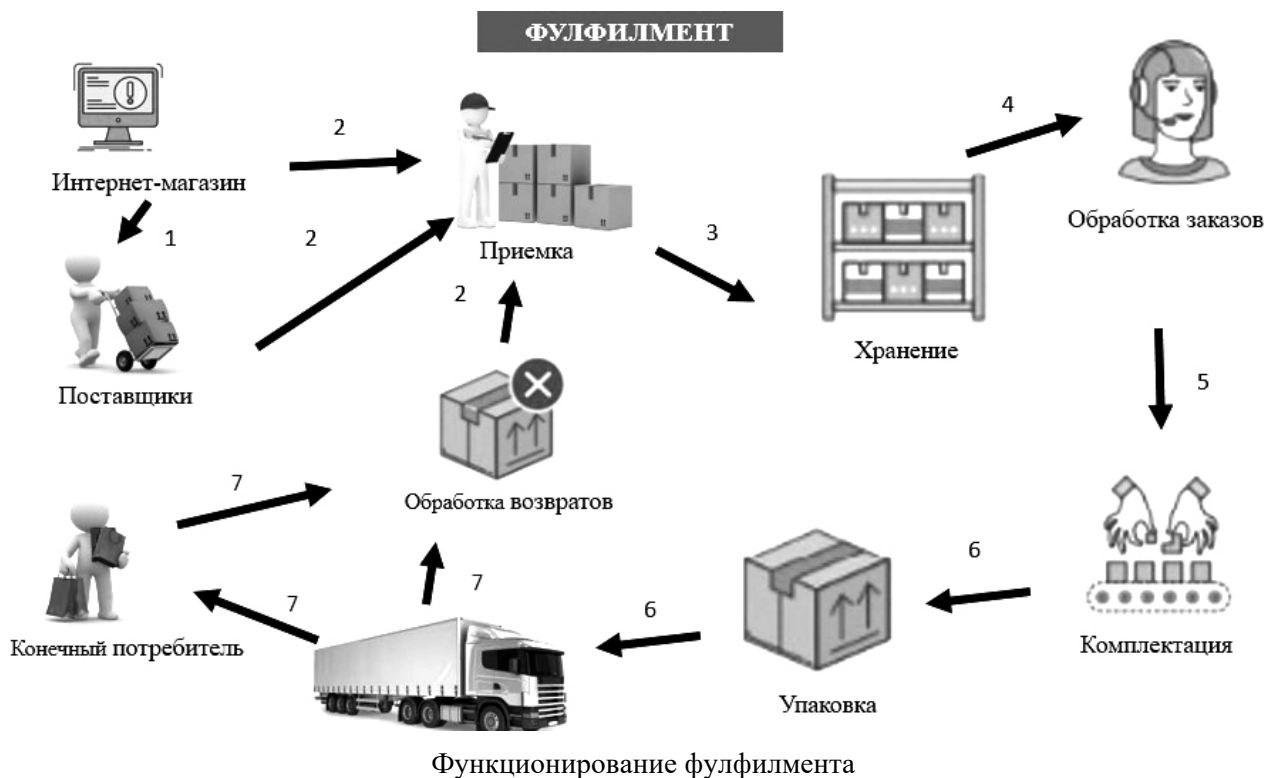 ФУЛФИЛМЕНТ
4
2
Интернет-магазин
Обработка заказов
1
2
3
Приемка
2
Хранение
Поставщики
5
7
Обработка возвратов
6
7
7
6
Конечный потребитель
Комплектация
Упаковка
Функционирование фулфилмента